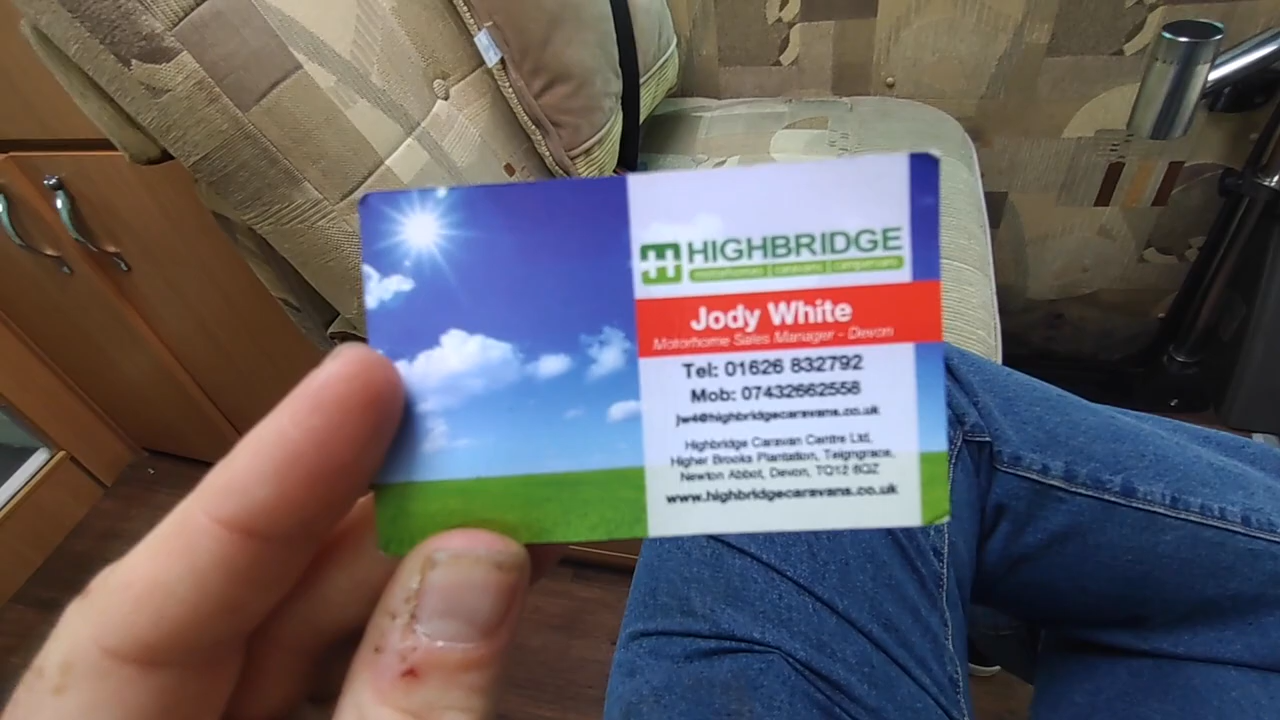 HIGHBRIDGE
motorhomes | caravans | campervans
Jody White
Motorhome Sales Manager - Devon
Tel: 01626 832792
Mob: 07432662558
jw4@highbridgecaravans.co.uk
Highbridge Caravan Centre Ltd,
Higher Brooks Plantation, Teigngrace,
Newton Abbot, Devon, TQ12 6QZ
www.highbridgecaravans.co.uk